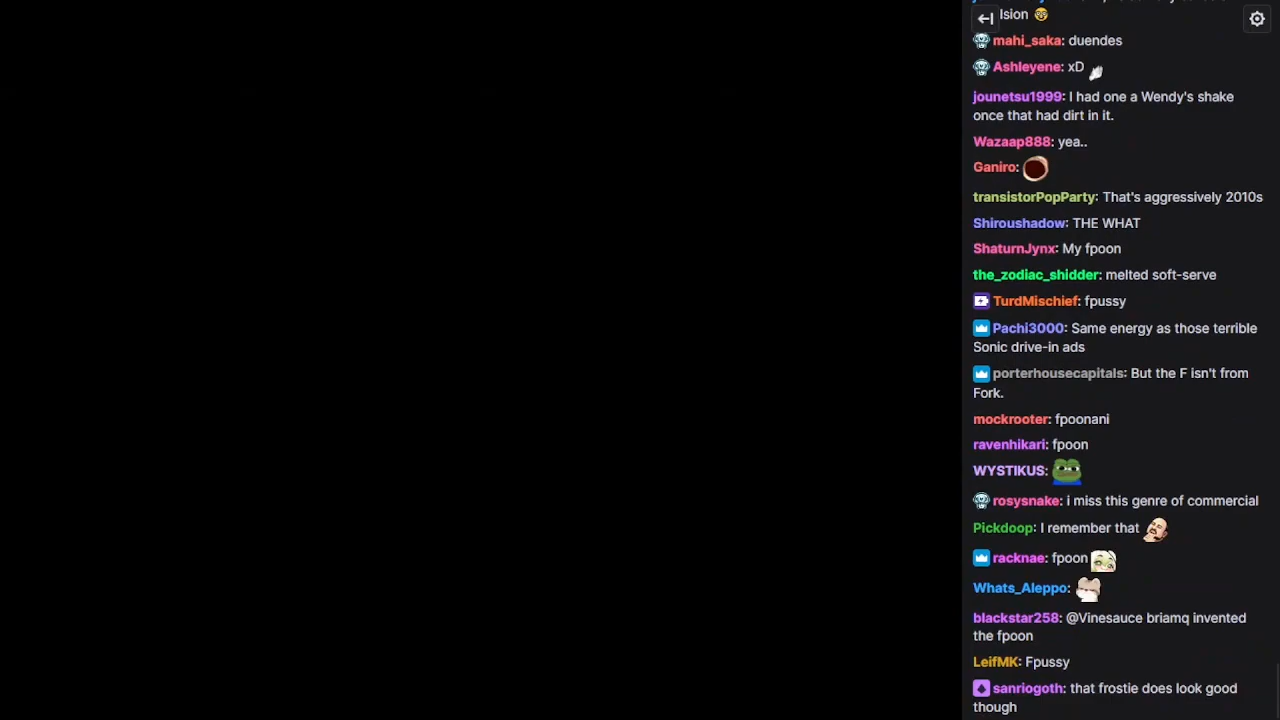 lsion
mahi_saka: duendes
Ashleyene: xD
jounetsu1999: I had one a Wendy's shake
once that had dirt in it.
Wazaap888: yea..
Ganiro:
transistorPopParty: That's aggressively 2010s
Shiroushadow: THE WHAT
ShaturnJynx: My fpoon
the_zodiac_shidder: melted soft-serve
TurdMischief: fpussy
Pachi3000: Same energy as those terrible
Sonic drive-in ads
porterhousecapitals: But the F isn't from
Fork.
mockrooter: fpoonani
ravenhikari: fpoon
WYSTIKUS:
rosysnake: i miss this genre of commercial
Pickdoop: I remember that
racknae: fpoon
Whats_Aleppo:
blackstar258: @Vinesauce briamq invented
the fpoon
LeifMK: Fpussy
sanriogoth: that frostie does look good
though